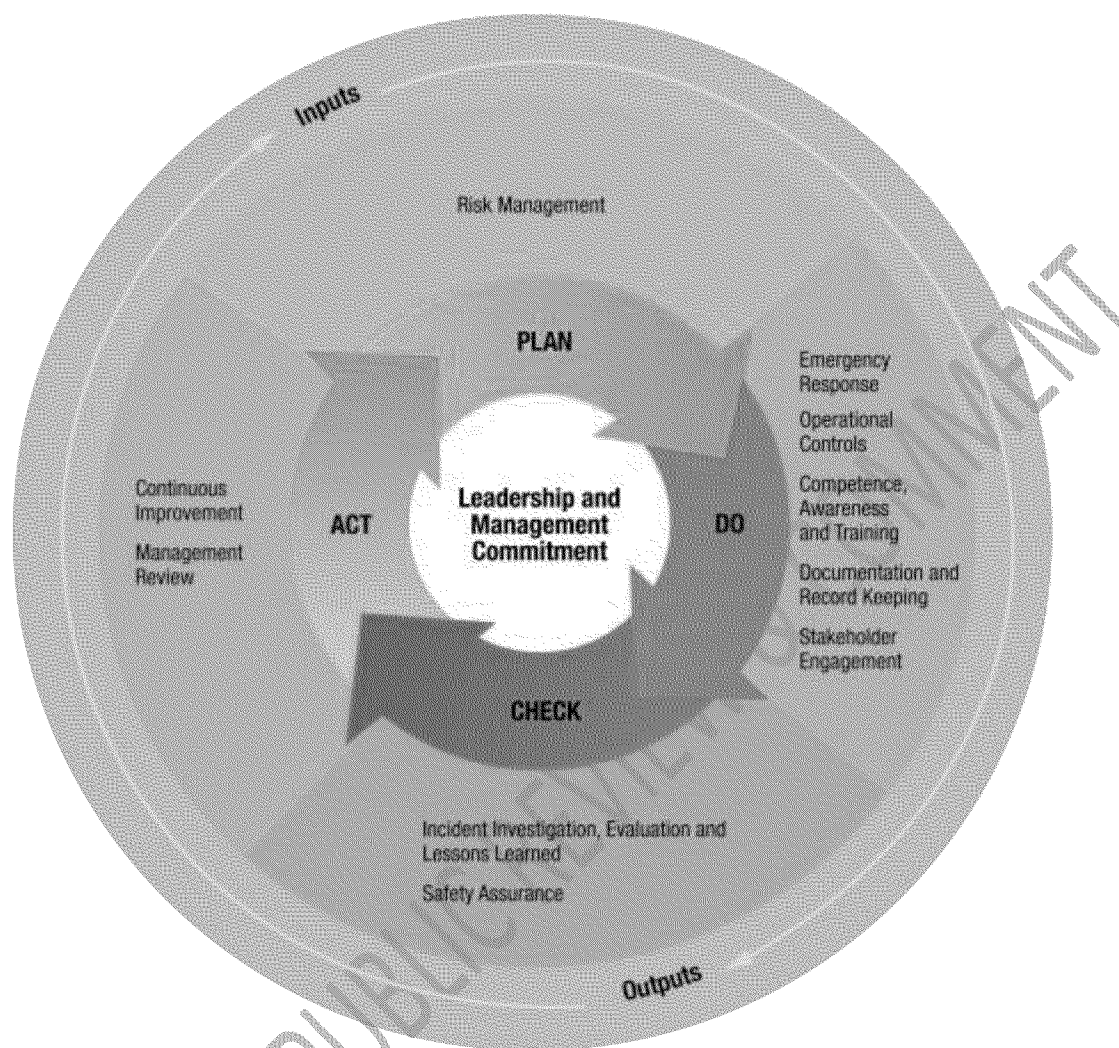 Inputs
Risk Management
PLAN
Emergency
Response
Operational
Controls
Competence,
Awareness
and Training
Documentation and
Record Keeping
Stakeholder
Engagement
DO
Leadership and
Management
Commitment
ACT
Continuous
Improvement
Management
Review
CHECK
Incident Investigation, Evaluation and
Lessons Learned
Safety Assurance
Outputs